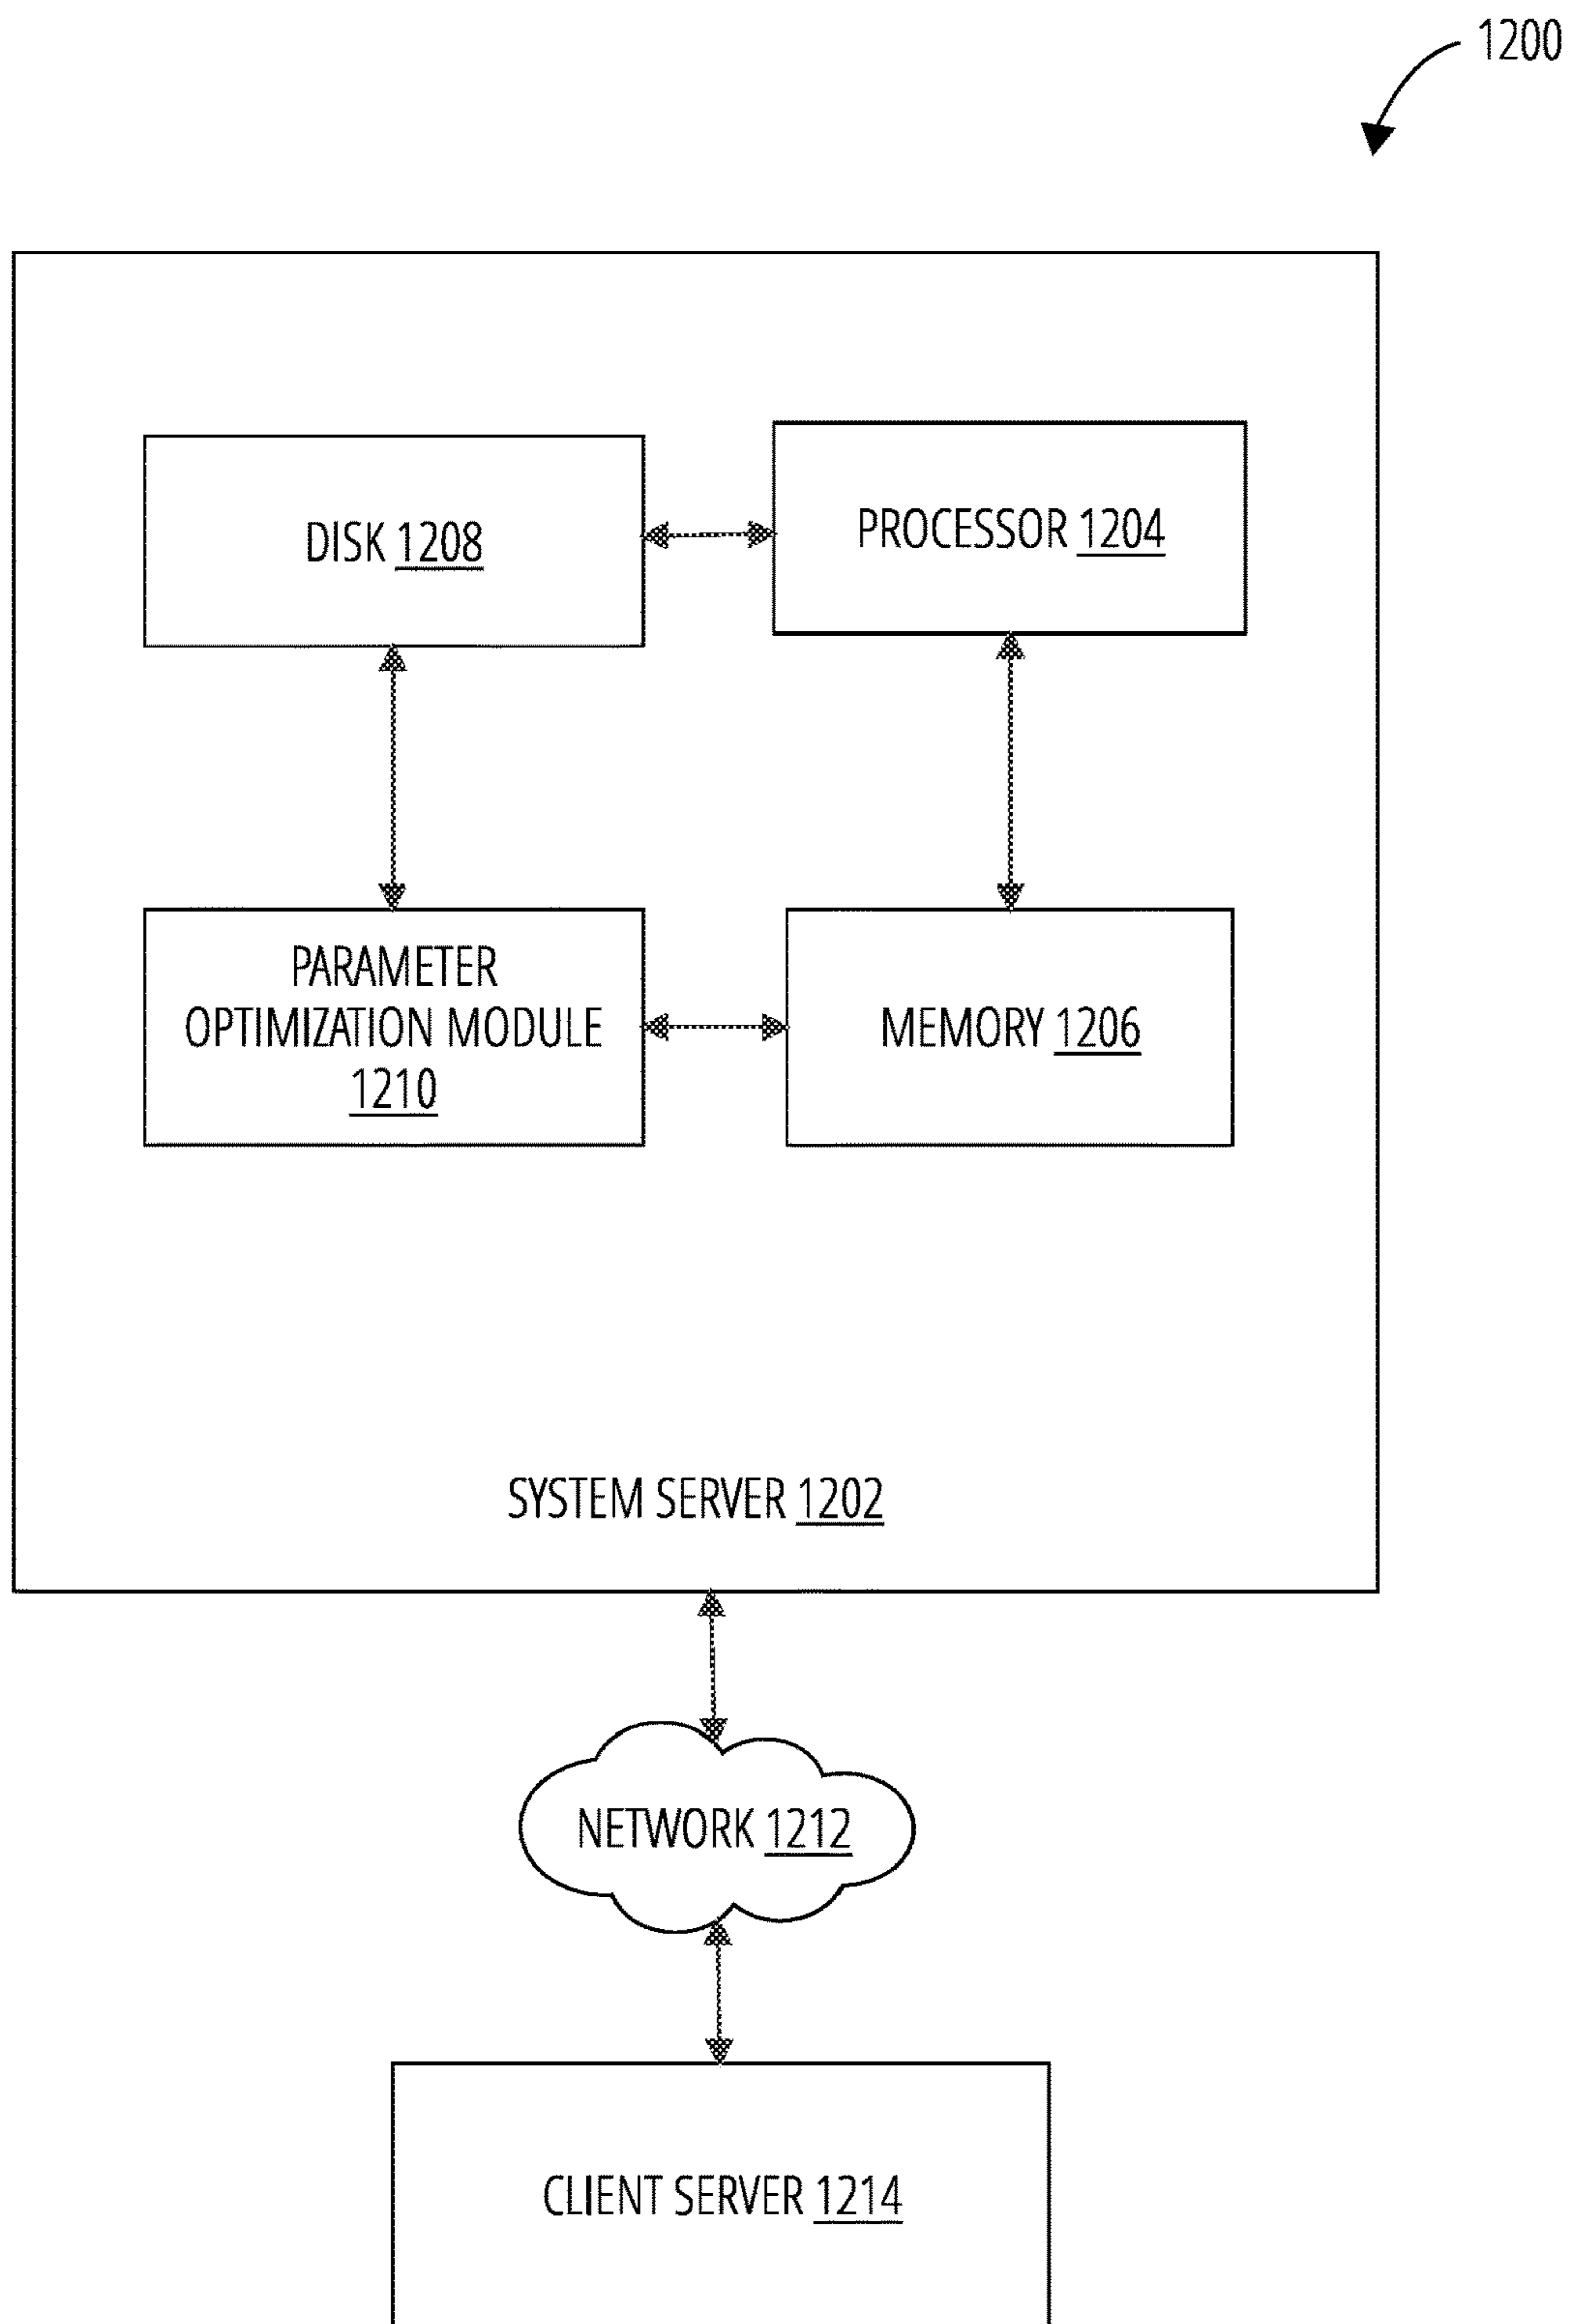 1200
DISK 1208
PROCESSOR 1204
PARAMETER
OPTIMIZATION MODULE
1210
MEMORY 1206
SYSTEM SERVER 1202
NETWORK 1212
CLIENT SERVER 1214